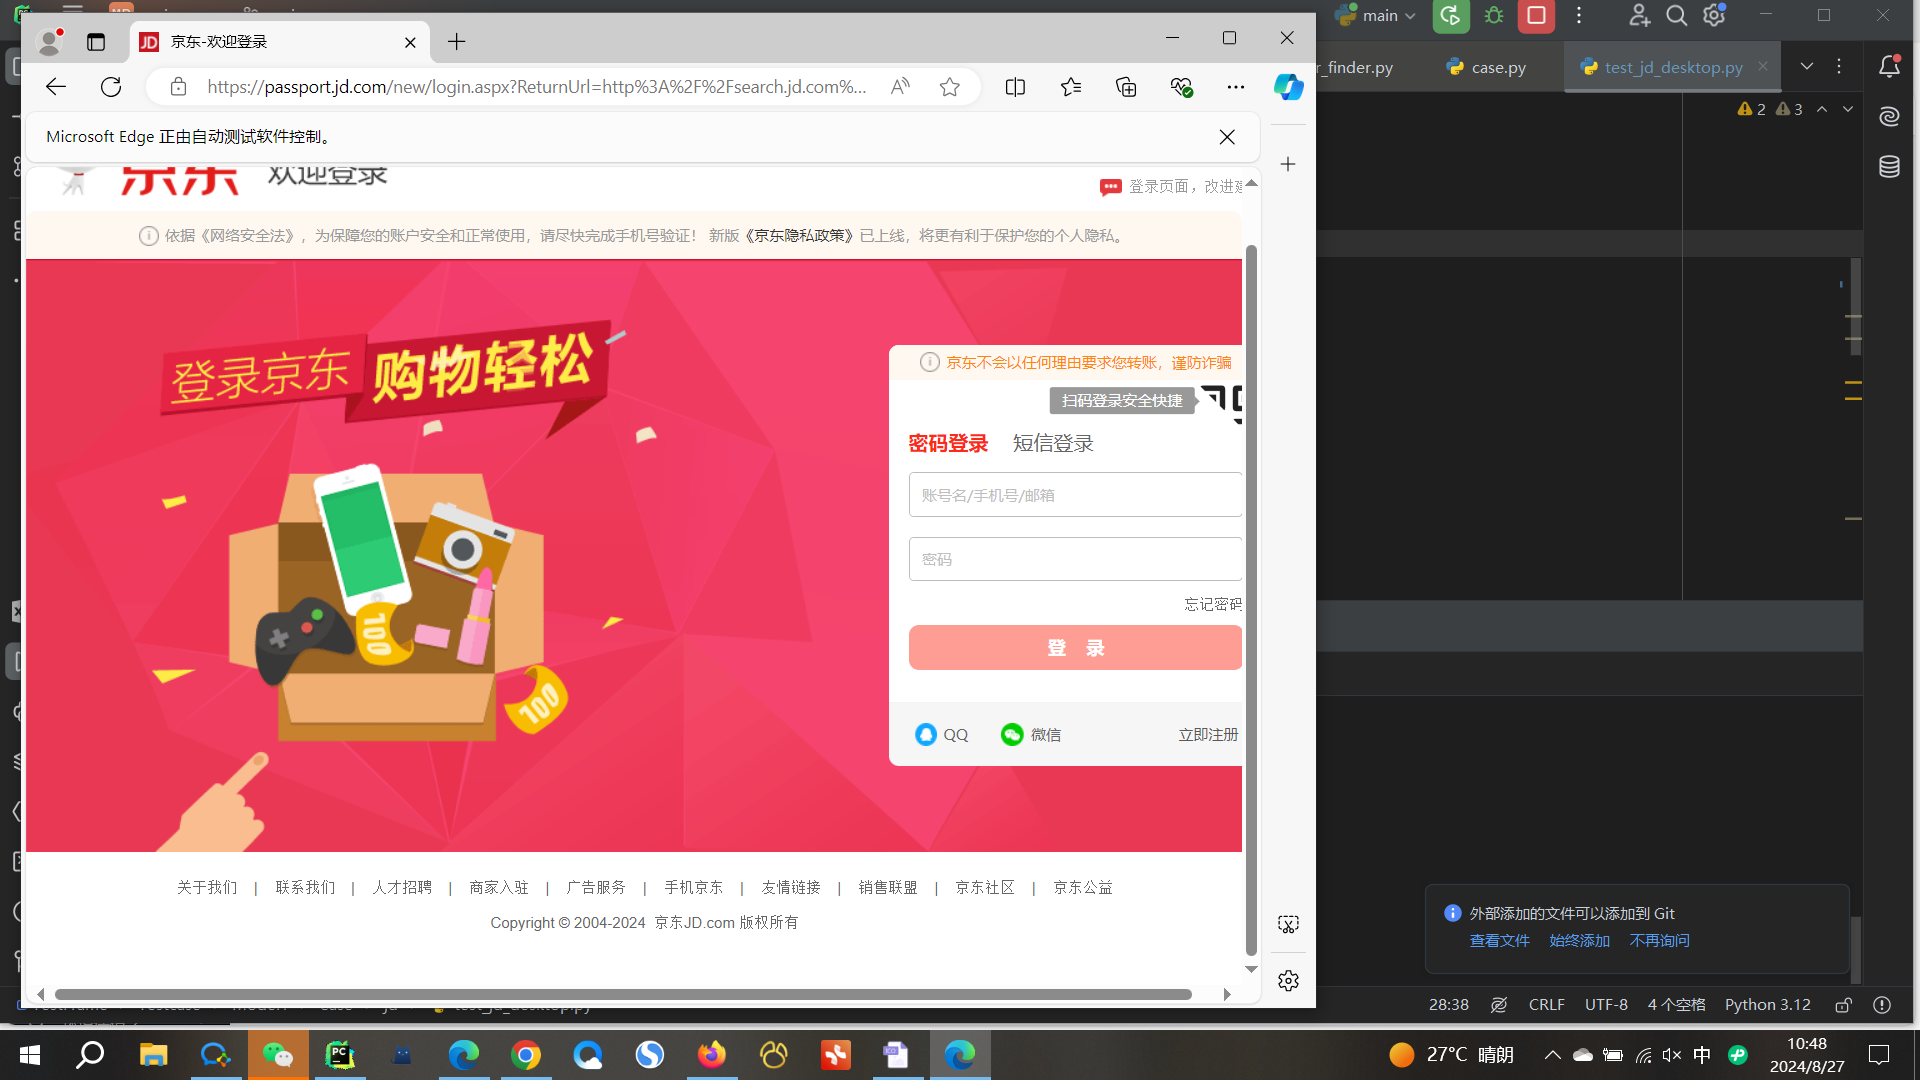 京东-欢迎登录
https://passport.jd.com/new/login.aspx?ReturnUrl=http%3A%2F%2Fsearch.jd.com%...
Microsoft Edge 正由自动测试软件控制。
京东 欢迎登录
登录页面，改进建
依据《网络安全法》，为保障您的账户安全和正常使用，请尽快完成手机号验证！ 新版《京东隐私政策》已上线，将更有利于保护您的个人隐私。
登录京东 购物轻松
100
100
京东不会以任何理由要求您转账，谨防诈骗
扫码登录安全快捷
密码登录 短信登录
账号名/手机号/邮箱
密码
忘记密码
登 录
QQ 微信 立即注册
关于我们 | 联系我们 | 人才招聘 | 商家入驻 | 广告服务 | 手机京东 | 友情链接 | 销售联盟 | 京东社区 | 京东公益
Copyright © 2004-2024 京东JD.com 版权所有
main
r_finder.py case.py test_jd_desktop.py
2 3
外部添加的文件可以添加到 Git
查看文件 始终添加 不再询问
28:38 CRLF UTF-8 4 个空格 Python 3.12
27°C 晴朗
中
10:48
2024/8/27